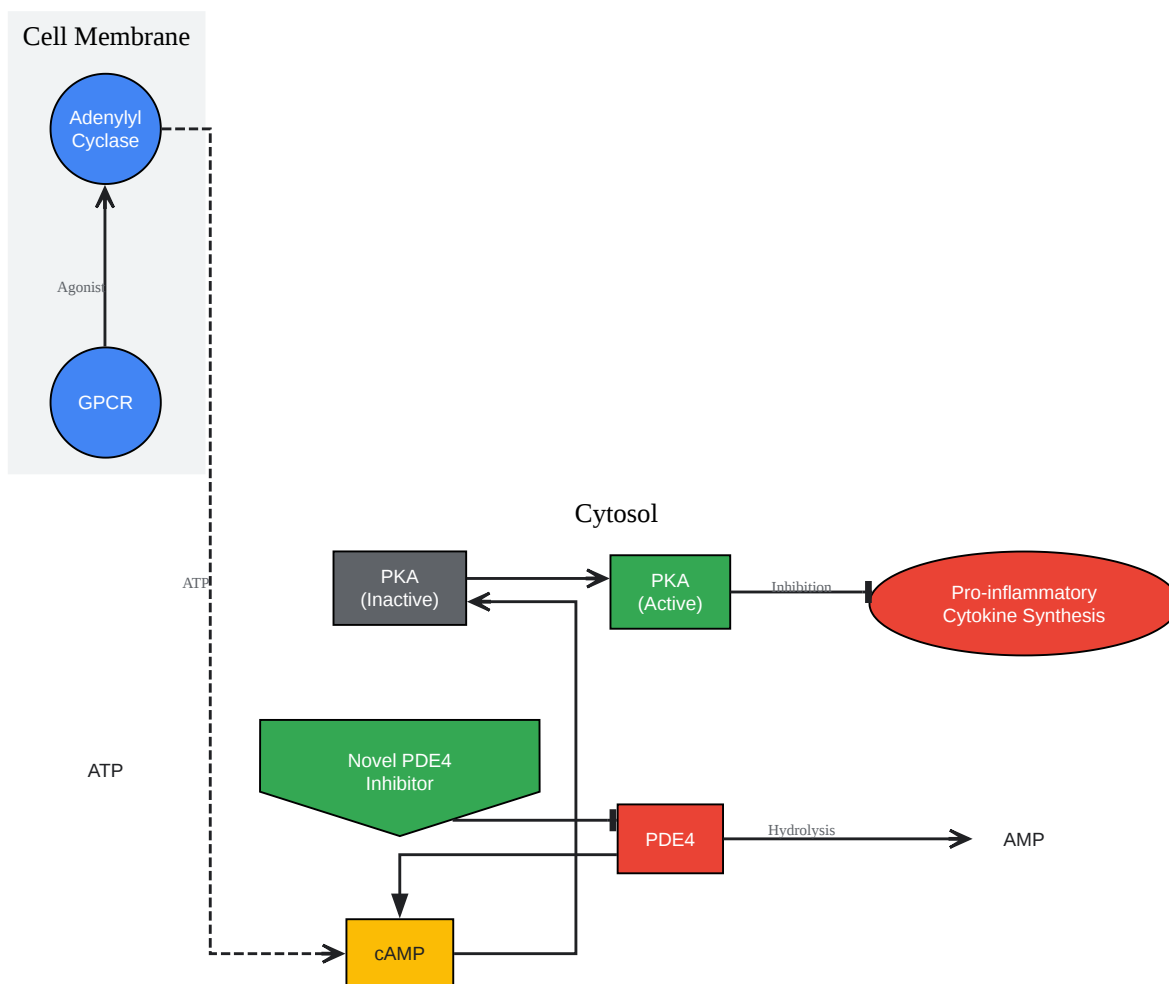 Cell Membrane
Adenylyl
Cyclase
Agonist
GPCR
Cytosol
ATP
PKA
(Inactive)
PKA
(Active)
Inhibition
Pro-inflammatory
Cytokine Synthesis
ATP
Novel PDE4
Inhibitor
PDE4
Hydrolysis
AMP
cAMP